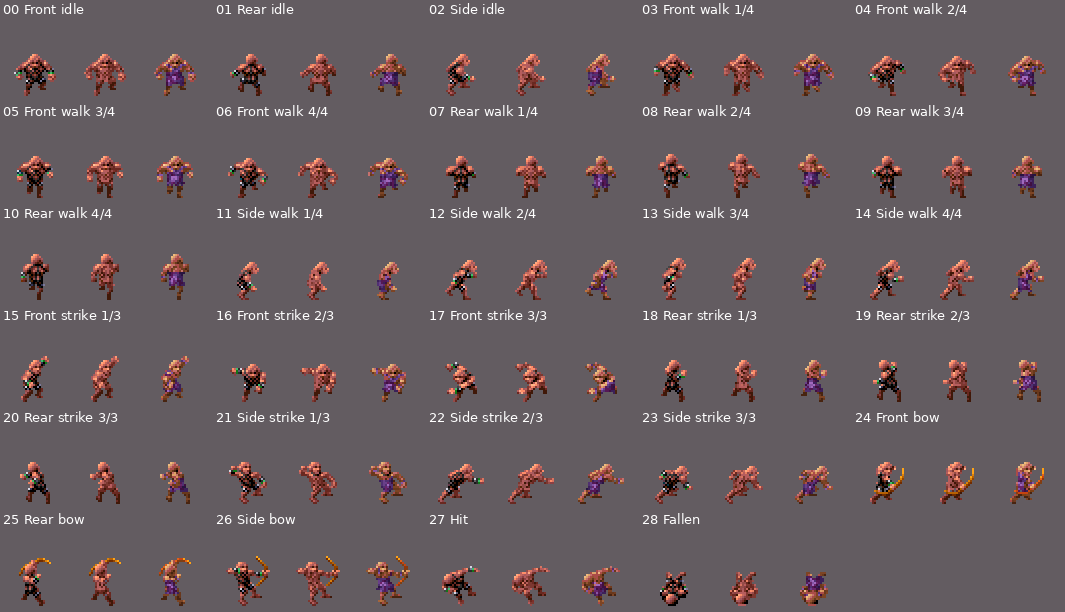 00 Front idle
01 Rear idle
02 Side idle
03 Front walk 1/4
04 Front walk 2/4
05 Front walk 3/4
06 Front walk 4/4
07 Rear walk 1/4
08 Rear walk 2/4
09 Rear walk 3/4
10 Rear walk 4/4
11 Side walk 1/4
12 Side walk 2/4
13 Side walk 3/4
14 Side walk 4/4
15 Front strike 1/3
16 Front strike 2/3
17 Front strike 3/3
18 Rear strike 1/3
19 Rear strike 2/3
20 Rear strike 3/3
21 Side strike 1/3
22 Side strike 2/3
23 Side strike 3/3
24 Front bow
25 Rear bow
26 Side bow
27 Hit
28 Fallen